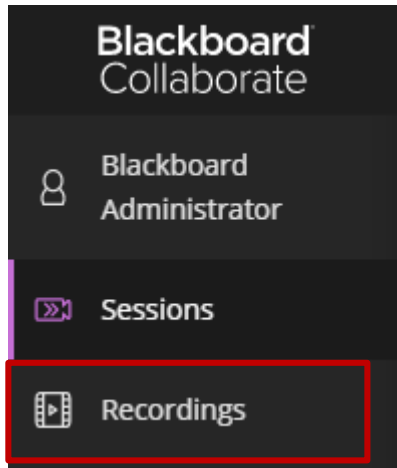 Blackboard
Collaborate
Blackboard
Administrator
Sessions
Recordings